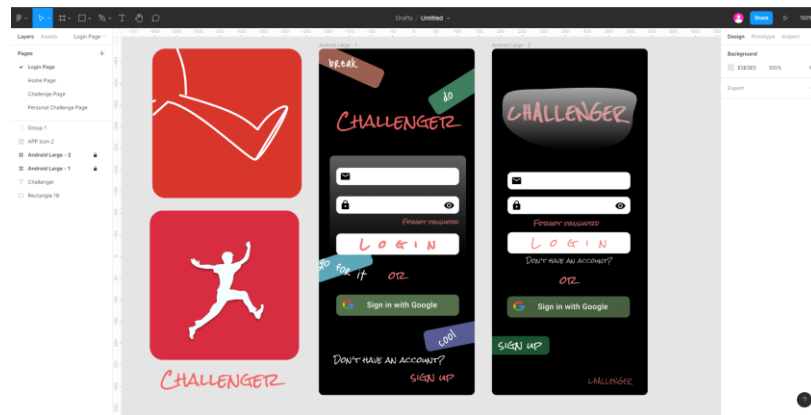 Drafts / Untitled
Share
100%
Layers
Assets
Login Page
Pages
Login Page
Home Page
Challenge Page
Personal Challenge Page
Group 1
APP Icon 2
Android Large - 2
Android Large - 1
Challenger
Rectangle 18
CHALLENGER
Android Large - 1
break
do
CHALLENGER
FORGOT PASSWORD
LOGIN
go for it
OR
Sign in with Google
cool
DON'T HAVE AN ACCOUNT?
SIGN UP
Android Large - 2
CHALLENGER
FORGOT PASSWORD
LOGIN
DON'T HAVE AN ACCOUNT?
OR
Sign in with Google
SIGN UP
CHALLENGER
Design
Prototype
Inspect
Background
E5E5E5
100%
Export